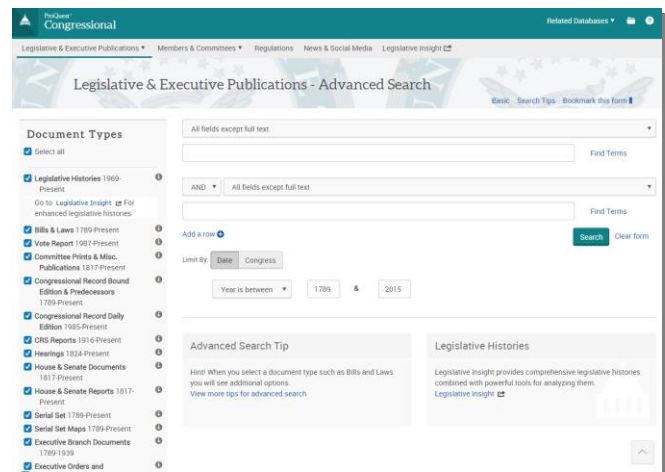 ProQuest
Congressional
Related Databases
Legislative & Executive Publications
Members & Committees
Regulations
News & Social Media
Legislative Insight
Legislative & Executive Publications - Advanced Search
Basic
Search Tips
Bookmark this form
Document Types
Select all
Legislative Histories 1969-
Present
Go to Legislative Insight For
enhanced legislative histories
Bills & Laws 1789-Present
Vote Report 1987-Present
Committee Prints & Misc.
Publications 1817-Present
Congressional Record Bound
Edition & Predecessors
1789-Present
Congressional Record Daily
Edition 1985-Present
CRS Reports 1916-Present
Hearings 1824-Present
House & Senate Documents
1817-Present
House & Senate Reports 1817-
Present
Serial Set 1789-Present
Serial Set Maps 1789-Present
Executive Branch Documents
1789-1939
Executive Orders and
All fields except full text
Find Terms
AND
All fields except full text
Find Terms
Add a row
Search
Clear form
Limit By:
Date
Congress
Year is between
1789
&
2015
Advanced Search Tip
Hint! When you select a document type such as Bills and Laws
you will see additional options.
View more tips for advanced search
Legislative Histories
Legislative Insight provides comprehensive legislative histories
combined with powerful tools for analyzing them.
Legislative Insight